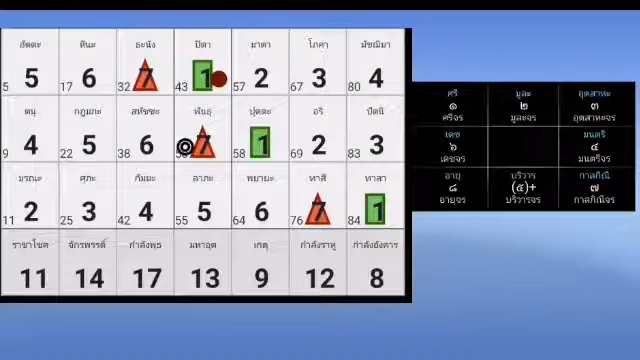 อัตตะ หินะ ธะนัง ปิตา มาตา โภคา มัชฌิมา
5 6 7 1 2 3 4
5 17 32 43 57 67 80
ตนุ กฎุมภะ สหัชชะ พันธุ ปุตตะ อริ ปัตนิ
4 5 6 7 1 2 3
9 22 38 58 69 83
มรณะ ศุภะ กัมมะ ลาภะ พยายะ ทาสิ ทาสา
2 3 4 5 6 7 1
11 25 42 55 64 76 84
ราชาโชค จักรพรรดิ์ กำลังพุธ มหาอุด เกตุ กำลังราหู กำลังอังคาร
11 14 17 13 9 12 8
ศรี มูละ อุตสาหะ
๑ ๒ ๓
ศรีจร มูละจร อุตสาหะจร
เดช มนตรี
๖ ๔
เดชจร มนตรีจร
อายุ บริวาร กาลกิณี
๘ (๕)+ ๗
อายุจร บริวารจร กาลกิณีจร